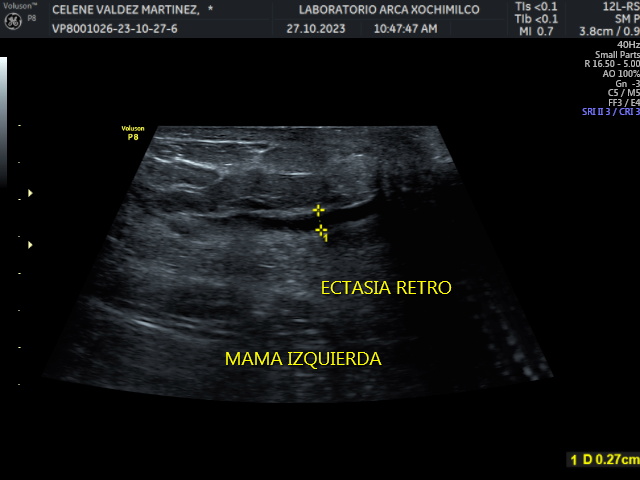 Voluson™
P8
CELENE VALDEZ MARTINEZ, *
LABORATORIO ARCA XOCHIMILCO
VP8001026-23-10-27-6
27.10.2023
10:47:47 AM
TIs <0.1
TIb <0.1
MI 0.7
12L-RS
SM P
3.8cm / 0.9
40Hz
Small Parts
R 16.50 - 5.00
AO 100%
Gn -3
C5 / M5
FF3 / E4
SRI II 3 / CRI 3
Voluson
P8
1
ECTASIA RETRO
MAMA IZQUIERDA
1 D 0.27cm